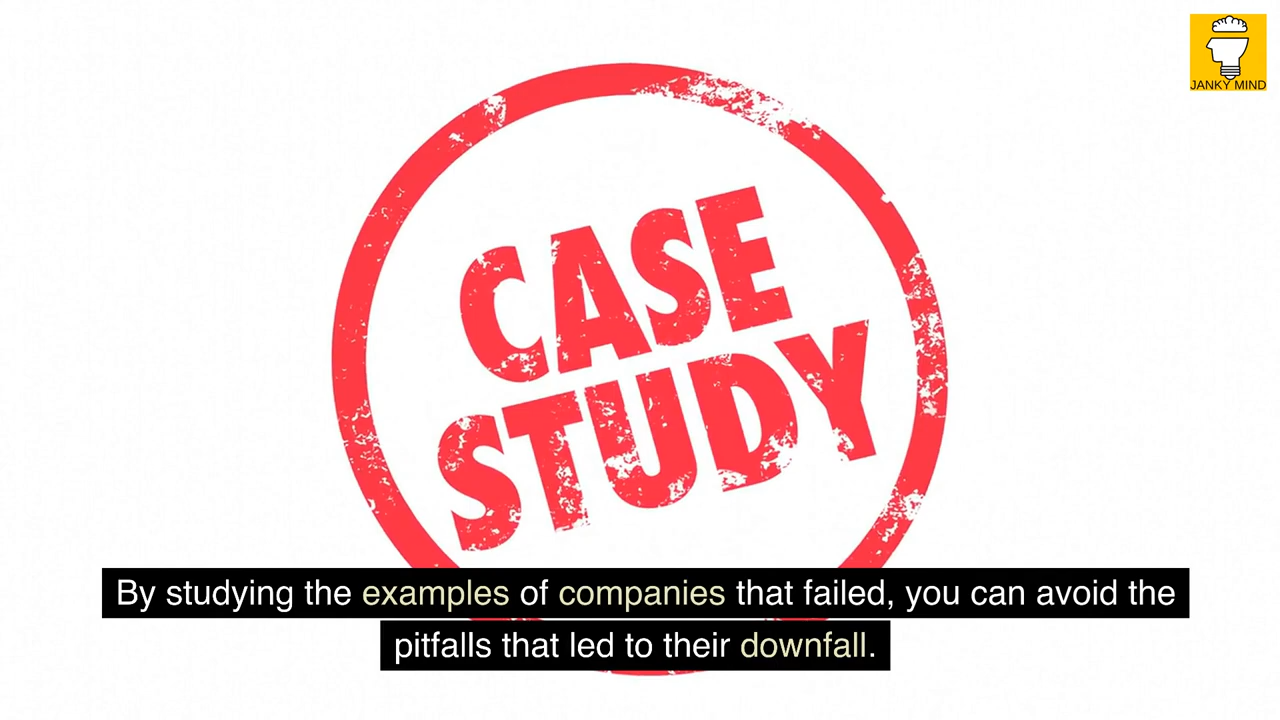 JANKY MIND
CASE
STUDY
By studying the examples of companies that failed, you can avoid the
pitfalls that led to their downfall.